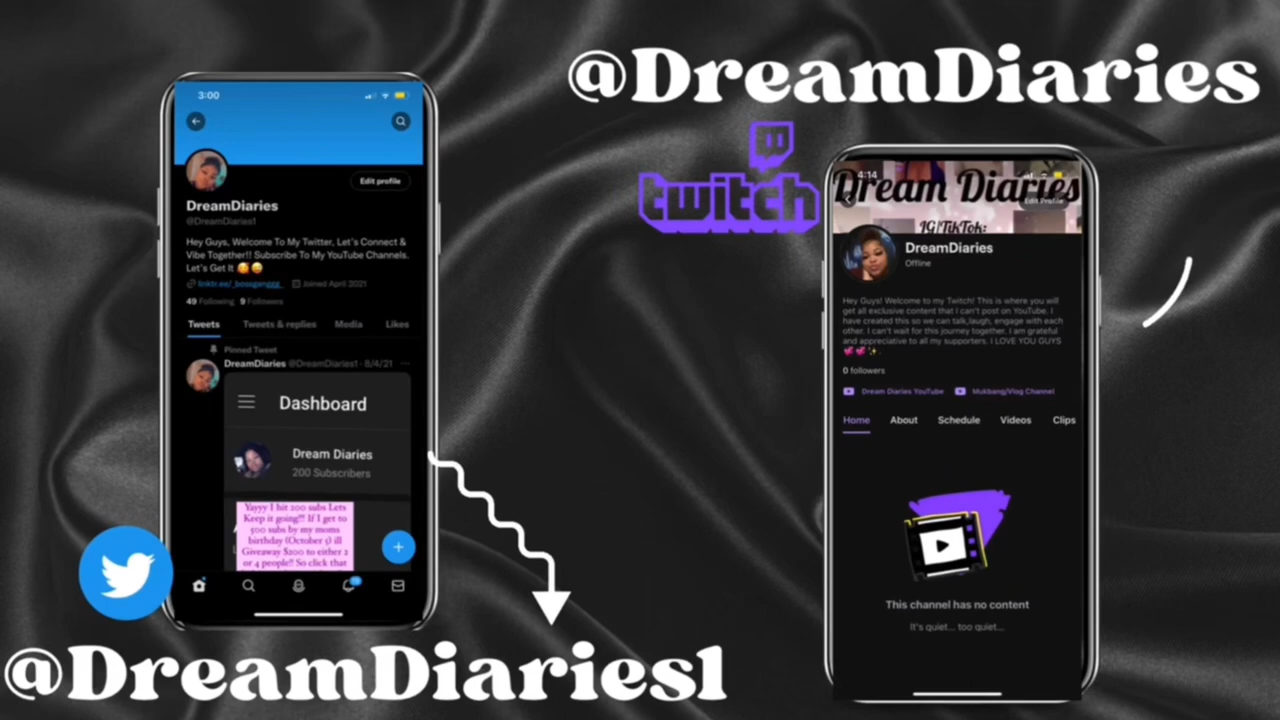 @DreamDiaries
twitch
3:00
Edit profile
DreamDiaries
@DreamDiaries1
Hey Guys, Welcome To My Twitter, Let's Connect &
Vibe Together!! Subscribe To My YouTube Channels.
Let's Get It 🥰😜
linktr.ee/_bossganggg_ Joined April 2021
49 Following 9 Followers
Tweets Tweets & replies Media Likes
Pinned Tweet
DreamDiaries @DreamDiaries1 · 8/4/21 ...
Dashboard
Dream Diaries
200 Subscribers
Yayyy I hit 200 subs Lets
Keep it going!!! If I get to
500 subs by my moms
birthday (October 5) ill
Giveaway $200 to either 2
or 4 people!! So click that
@DreamDiaries1
4:14
Dream Diaries
Edit Profile
IG|TikTok:
DreamDiaries
Offline
Hey Guys! Welcome to my Twitch! This is where you will
get all exclusive content that I can't post on YouTube. I
have created this so we can talk,laugh, engage with each
other. I can't wait for this journey together. I am grateful
and appreciative to all my supporters. I LOVE YOU GUYS
💞💞✨
0 followers
Dream Diaries YouTube Mukbang/Vlog Channel
Home About Schedule Videos Clips
This channel has no content
It's quiet... too quiet...